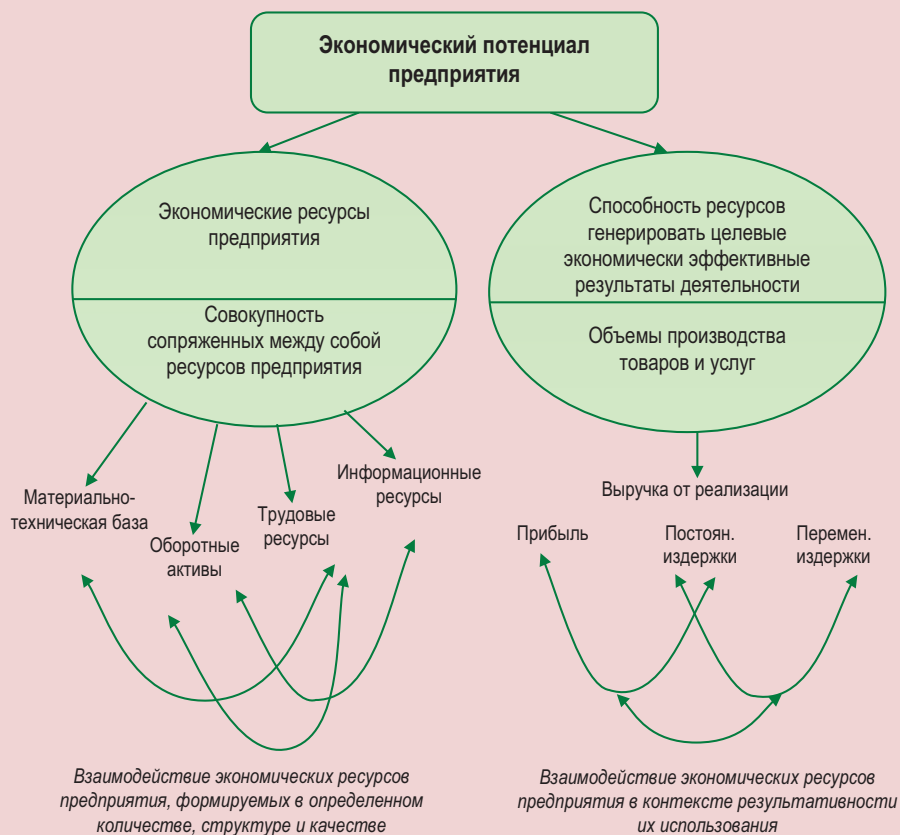 Экономический потенциал
предприятия
Экономические ресурсы
предприятия
Совокупность
сопряженных между собой
ресурсов предприятия
Способность ресурсов
генерировать целевые
экономически эффективные
результаты деятельности
Объемы производства
товаров и услуг
Материально-
техническая база
Оборотные
активы
Трудовые
ресурсы
Информационные
ресурсы
Выручка от реализации
Прибыль
Постоян.
издержки
Перемен.
издержки
Взаимодействие экономических ресурсов
предприятия, формируемых в определенном
количестве, структуре и качестве
Взаимодействие экономических ресурсов
предприятия в контексте результативности
их использования